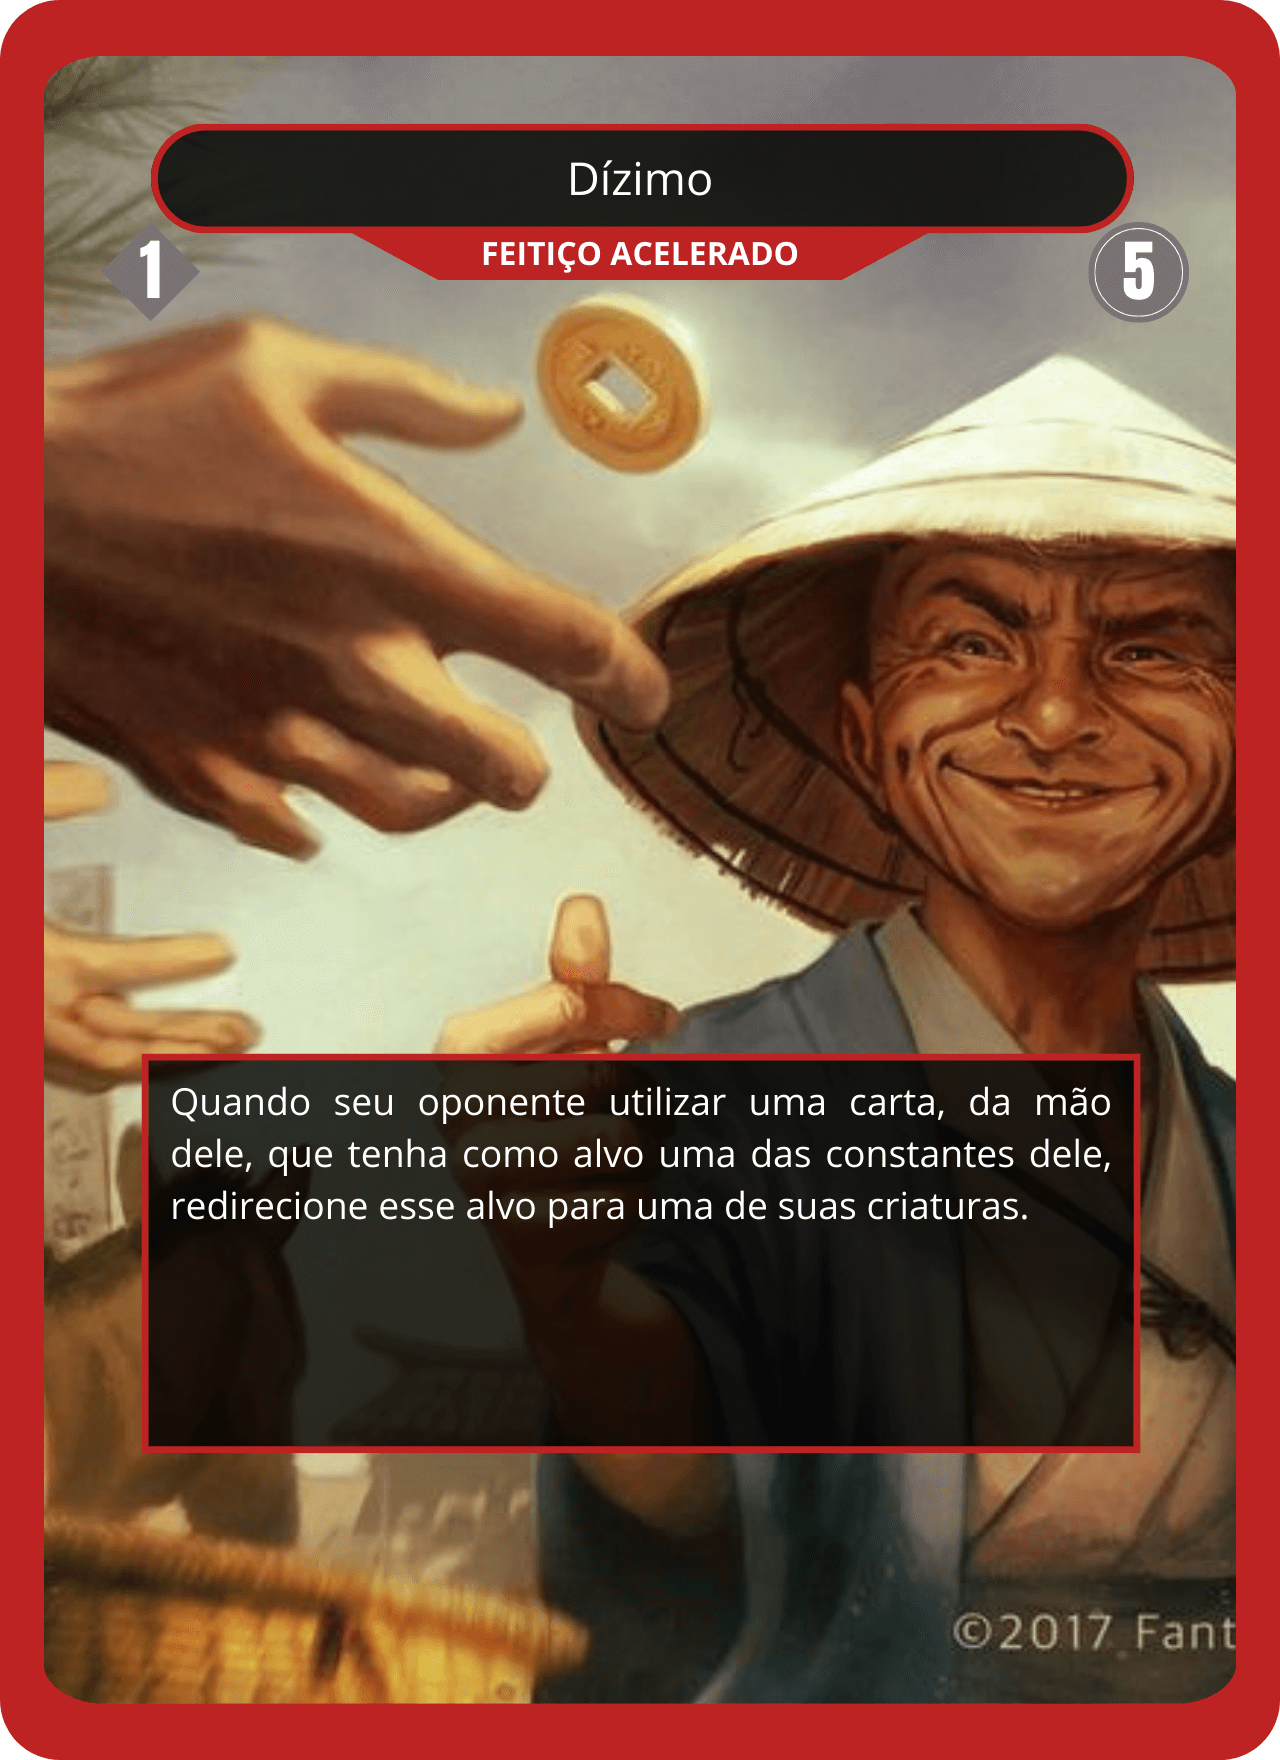 Dízimo
FEITIÇO ACELERADO
1
5
Quando seu oponente utilizar uma carta, da mão
dele, que tenha como alvo uma das constantes dele,
redirecione esse alvo para uma de suas criaturas.
©2017 Fant